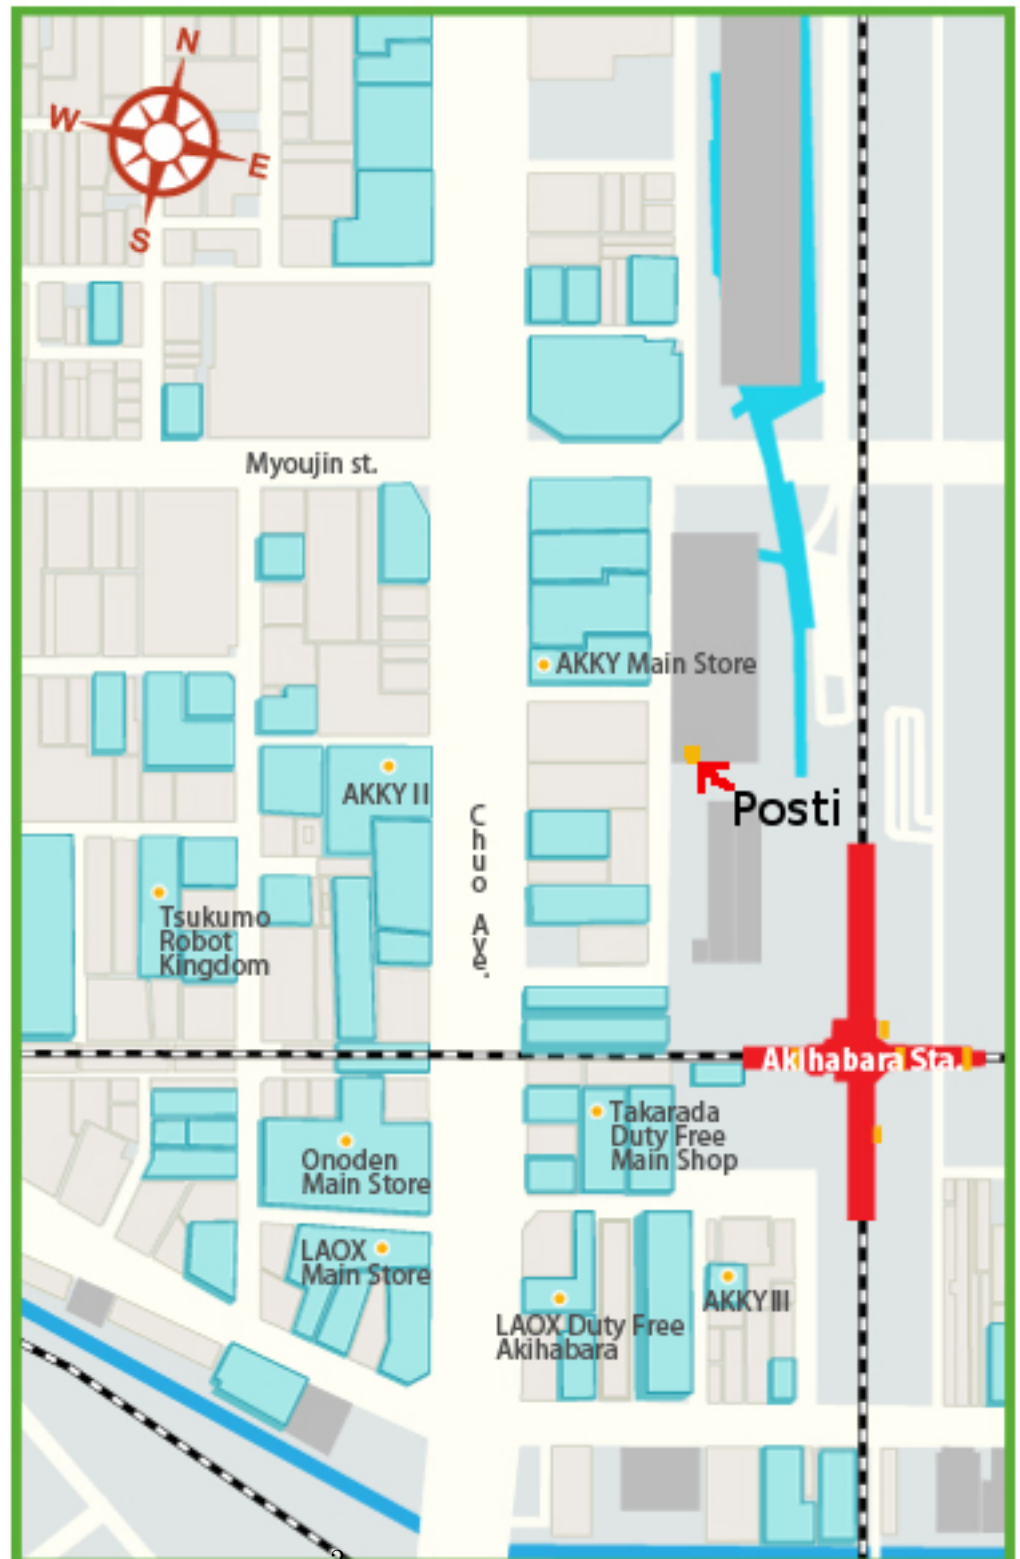 N
W
E
S
Myoujin st.
AKKY Main Store
AKKY II
Posti
Chuo Ave.
Tsukumo
Robot
Kingdom
Akihabara Sta.
Takarada
Duty Free
Main Shop
Onoden
Main Store
LAOX
Main Store
AKKY III
LAOX Duty Free
Akihabara